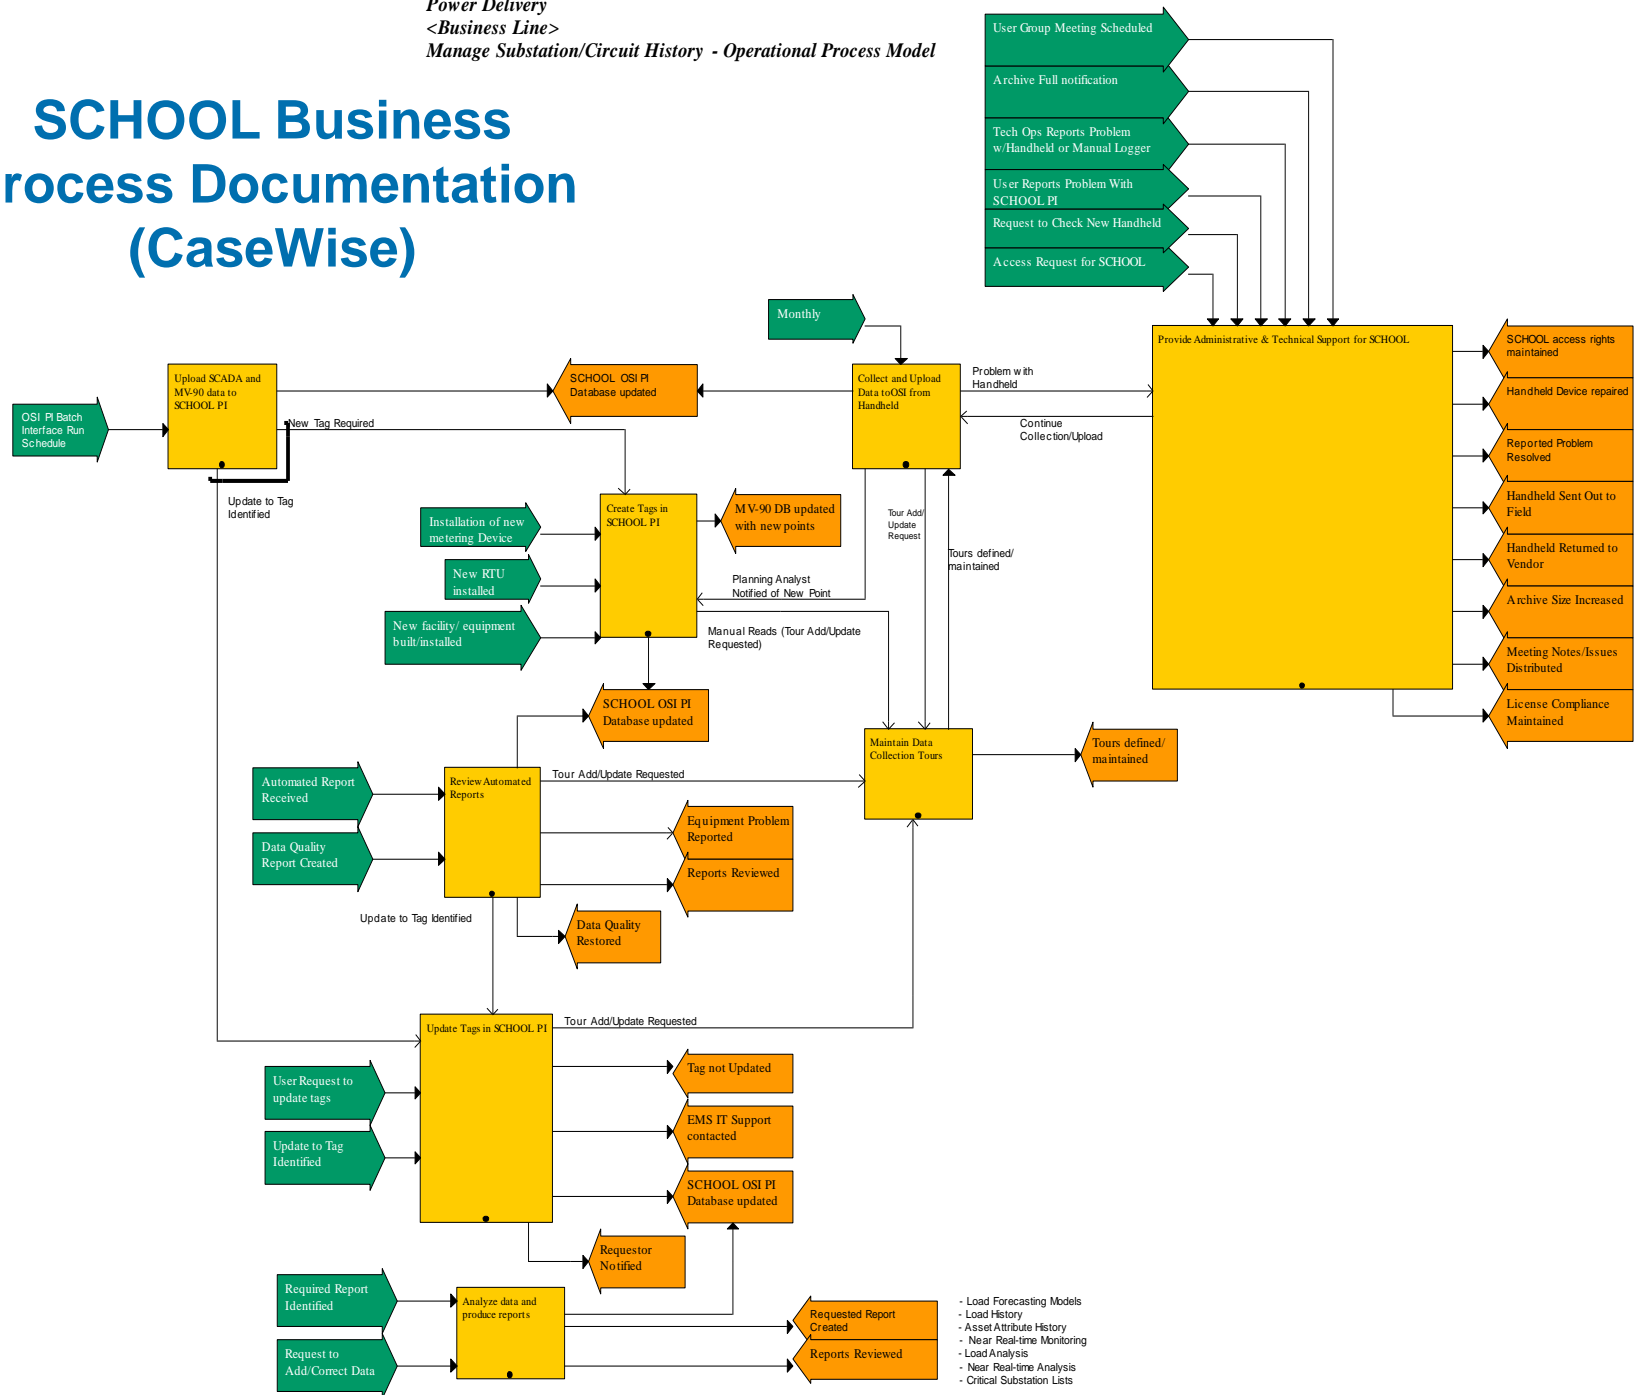 Power Delivery
<Business Line>
Manage Substation/Circuit History - Operational Process Model
SCHOOL Business
rocess Documentation
(CaseWise)
User Group Meeting Scheduled
Archive Full notification
Tech Ops Reports Problem
w/Handheld or Manual Logger
User Reports Problem With
SCHOOL PI
Request to Check New Handheld
Access Request for SCHOOL
Monthly
Provide Administrative & Technical Support for SCHOOL
SCHOOL access rights
maintained
Handheld Device repaired
Reported Problem
Resolved
Handheld Sent Out to
Field
Handheld Returned to
Vendor
Archive Size Increased
Meeting Notes/Issues
Distributed
License Compliance
Maintained
OSI PI Batch
Interface Run
Schedule
Upload SCADA and
MV-90 data to
SCHOOL PI
SCHOOL OSI PI
Database updated
Collect and Upload
Data to OSI from
Handheld
Problem with
Handheld
Continue
Collection/Upload
New Tag Required
Update to Tag
Identified
Installation of new
metering Device
New RTU
installed
New facility/ equipment
built/installed
Create Tags in
SCHOOL PI
MV-90 DB updated
with new points
Tour Add/
Update
Request
Tours defined/
maintained
Planning Analyst
Notified of New Point
Manual Reads (Tour Add/Update
Requested)
SCHOOL OSI PI
Database updated
Maintain Data
Collection Tours
Tours defined/
maintained
Automated Report
Received
Data Quality
Report Created
Review Automated
Reports
Tour Add/Update Requested
Equipment Problem
Reported
Reports Reviewed
Update to Tag Identified
Data Quality
Restored
Update Tags in SCHOOL PI
Tour Add/Update Requested
User Request to
update tags
Update to Tag
Identified
Tag not Updated
EMS IT Support
contacted
SCHOOL OSI PI
Database updated
Requestor
Notified
Required Report
Identified
Request to
Add/Correct Data
Analyze data and
produce reports
Requested Report
Created
Reports Reviewed
- Load Forecasting Models
- Load History
- Asset Attribute History
- Near Real-time Monitoring
- Load Analysis
- Near Real-time Analysis
- Critical Substation Lists